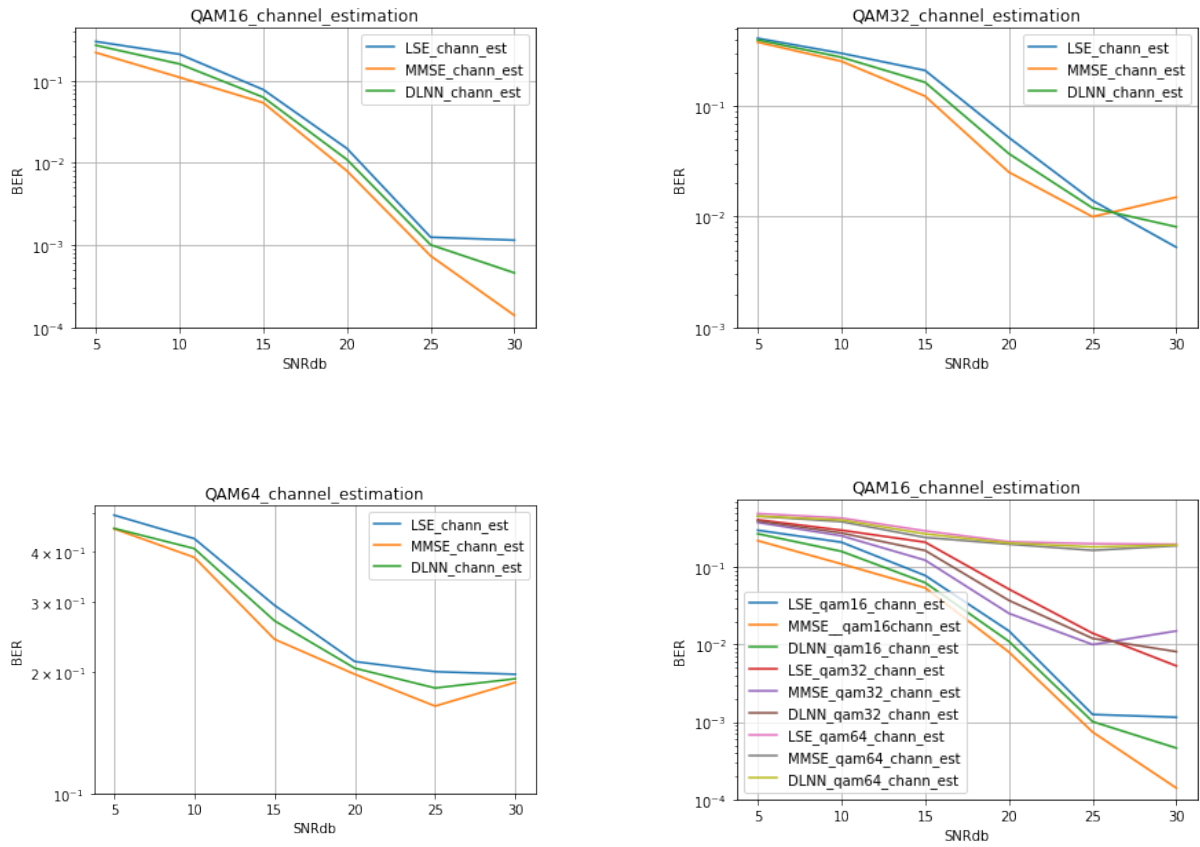 QAM16_channel_estimation
LSE_chann_est
MMSE_chann_est
DLNN_chann_est
10⁻¹
10⁻²
10⁻³
10⁻⁴
BER
5 10 15 20 25 30
SNRdb
QAM32_channel_estimation
LSE_chann_est
MMSE_chann_est
DLNN_chann_est
10⁻¹
10⁻²
10⁻³
BER
5 10 15 20 25 30
SNRdb
QAM64_channel_estimation
LSE_chann_est
MMSE_chann_est
DLNN_chann_est
4 × 10⁻¹
3 × 10⁻¹
2 × 10⁻¹
10⁻¹
BER
5 10 15 20 25 30
SNRdb
QAM16_channel_estimation
10⁻¹
10⁻²
10⁻³
10⁻⁴
BER
LSE_qam16_chann_est
MMSE__qam16chann_est
DLNN_qam16_chann_est
LSE_qam32_chann_est
MMSE_qam32_chann_est
DLNN_qam32_chann_est
LSE_qam64_chann_est
MMSE_qam64_chann_est
DLNN_qam64_chann_est
5 10 15 20 25 30
SNRdb